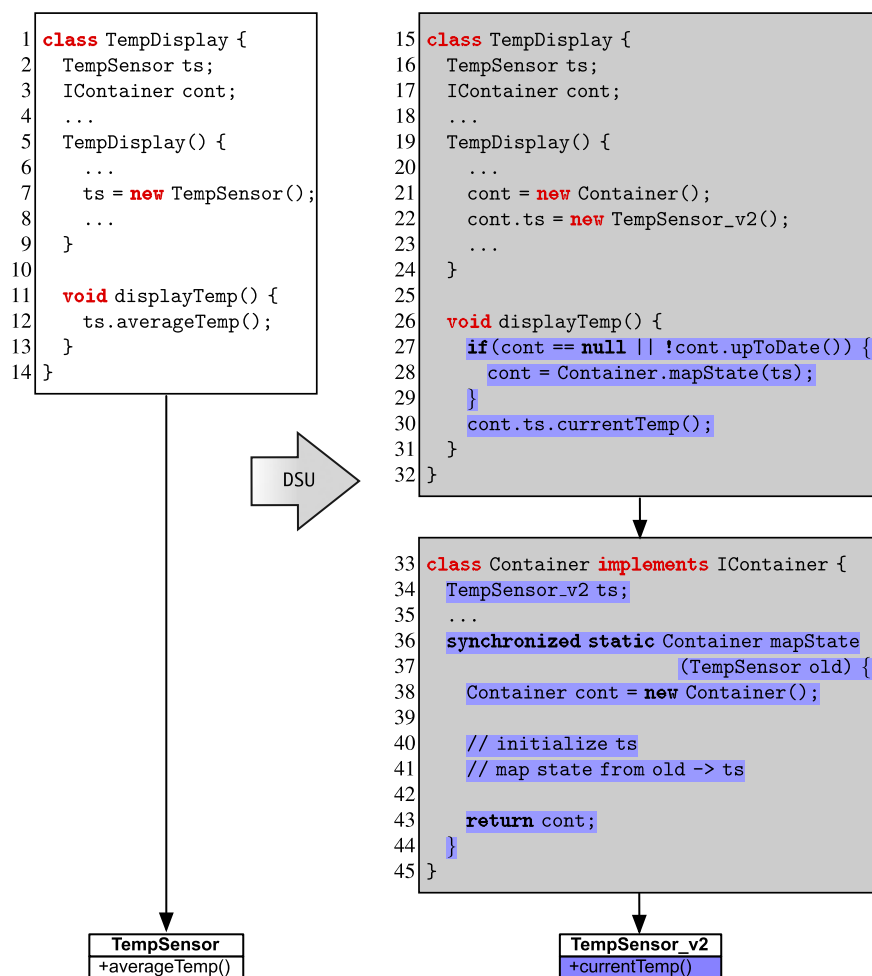 1 class TempDisplay {
2 TempSensor ts;
3 IContainer cont;
4 ...
5 TempDisplay() {
6 ...
7 ts = new TempSensor();
8 ...
9 }
10
11 void displayTemp() {
12 ts.averageTemp();
13 }
14 }
DSU
15 class TempDisplay {
16 TempSensor ts;
17 IContainer cont;
18 ...
19 TempDisplay() {
20 ...
21 cont = new Container();
22 cont.ts = new TempSensor_v2();
23 ...
24 }
25
26 void displayTemp() {
27 if(cont == null || !cont.upToDate()) {
28 cont = Container.mapState(ts);
29 }
30 cont.ts.currentTemp();
31 }
32 }
33 class Container implements IContainer {
34 TempSensor_v2 ts;
35 ...
36 synchronized static Container mapState
37 (TempSensor old) {
38 Container cont = new Container();
39
40 // initialize ts
41 // map state from old -> ts
42
43 return cont;
44 }
45 }
TempSensor
+averageTemp()
TempSensor_v2
+currentTemp()